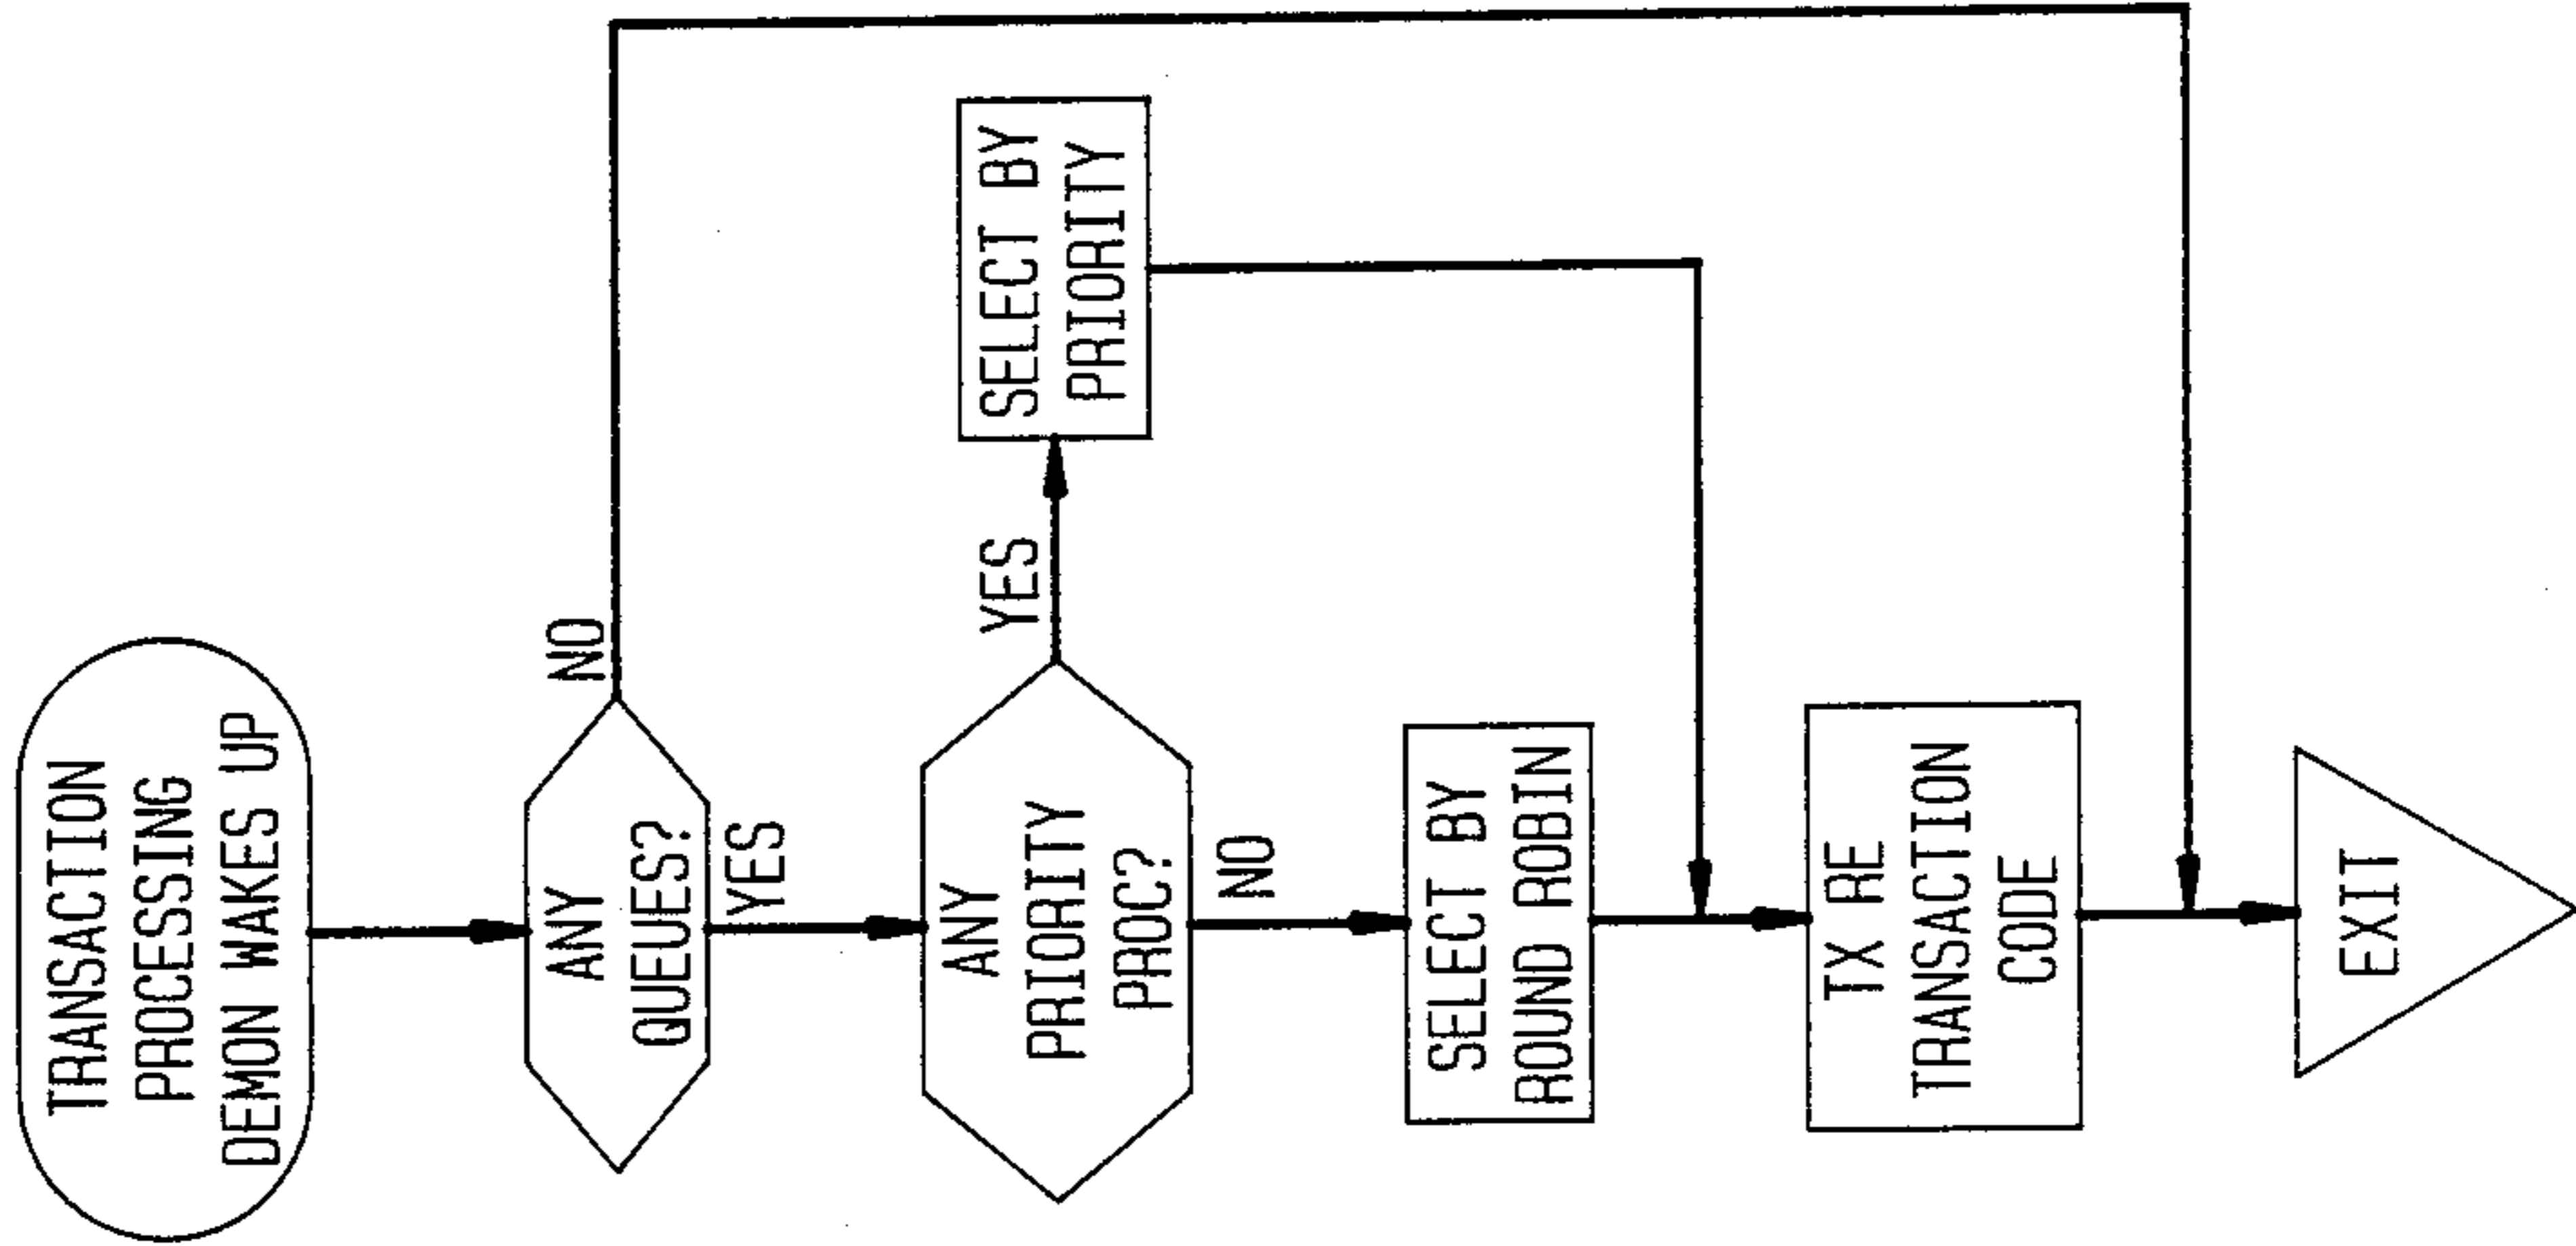 TRANSACTION
PROCESSING
DEMON WAKES UP
ANY
QUEUES?
NO
YES
ANY
PRIORITY
PROC?
YES
SELECT BY
PRIORITY
NO
SELECT BY
ROUND ROBIN
TX RE
TRANSACTION
CODE
EXIT